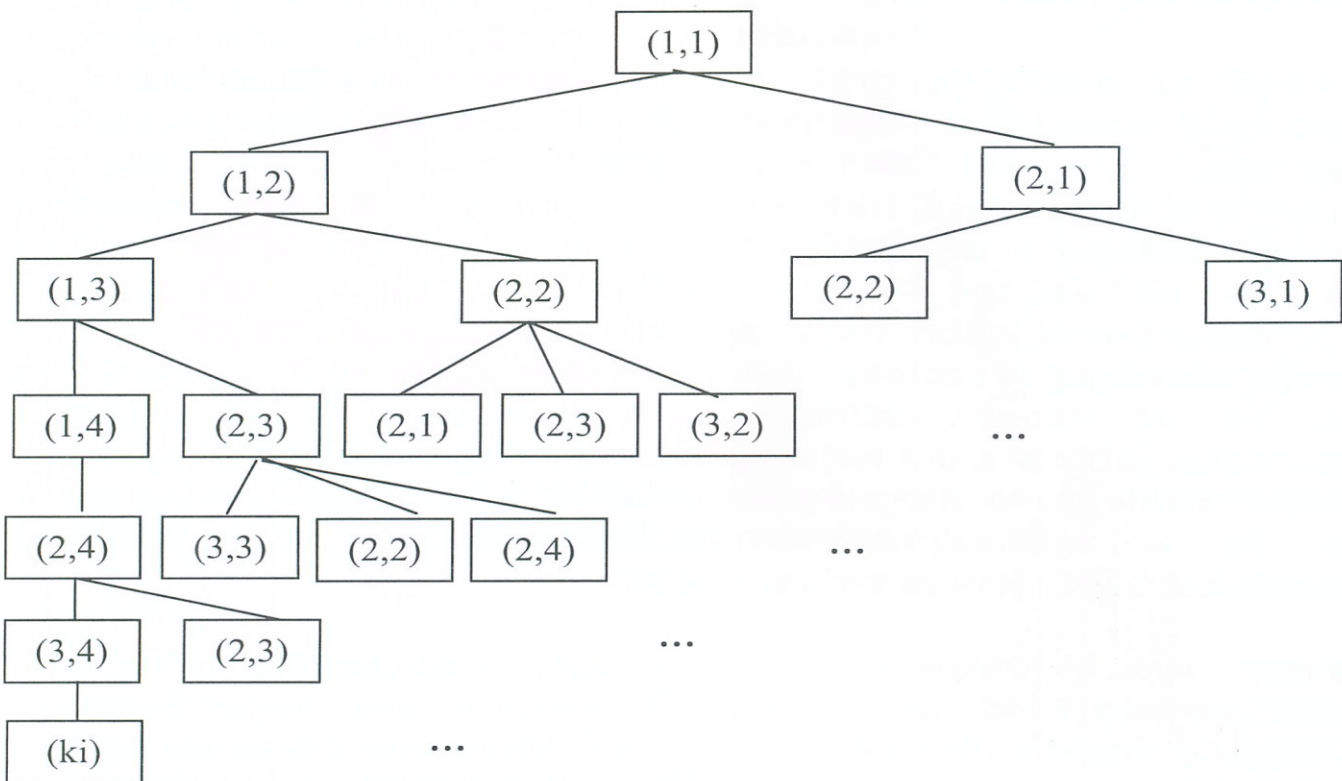 (1,1)
(1,2) (2,1)
(1,3) (2,2) (2,2) (3,1)
(1,4) (2,3) (2,1) (2,3) (3,2) ...
(2,4) (3,3) (2,2) (2,4) ...
(3,4) (2,3) ...
(ki) ...